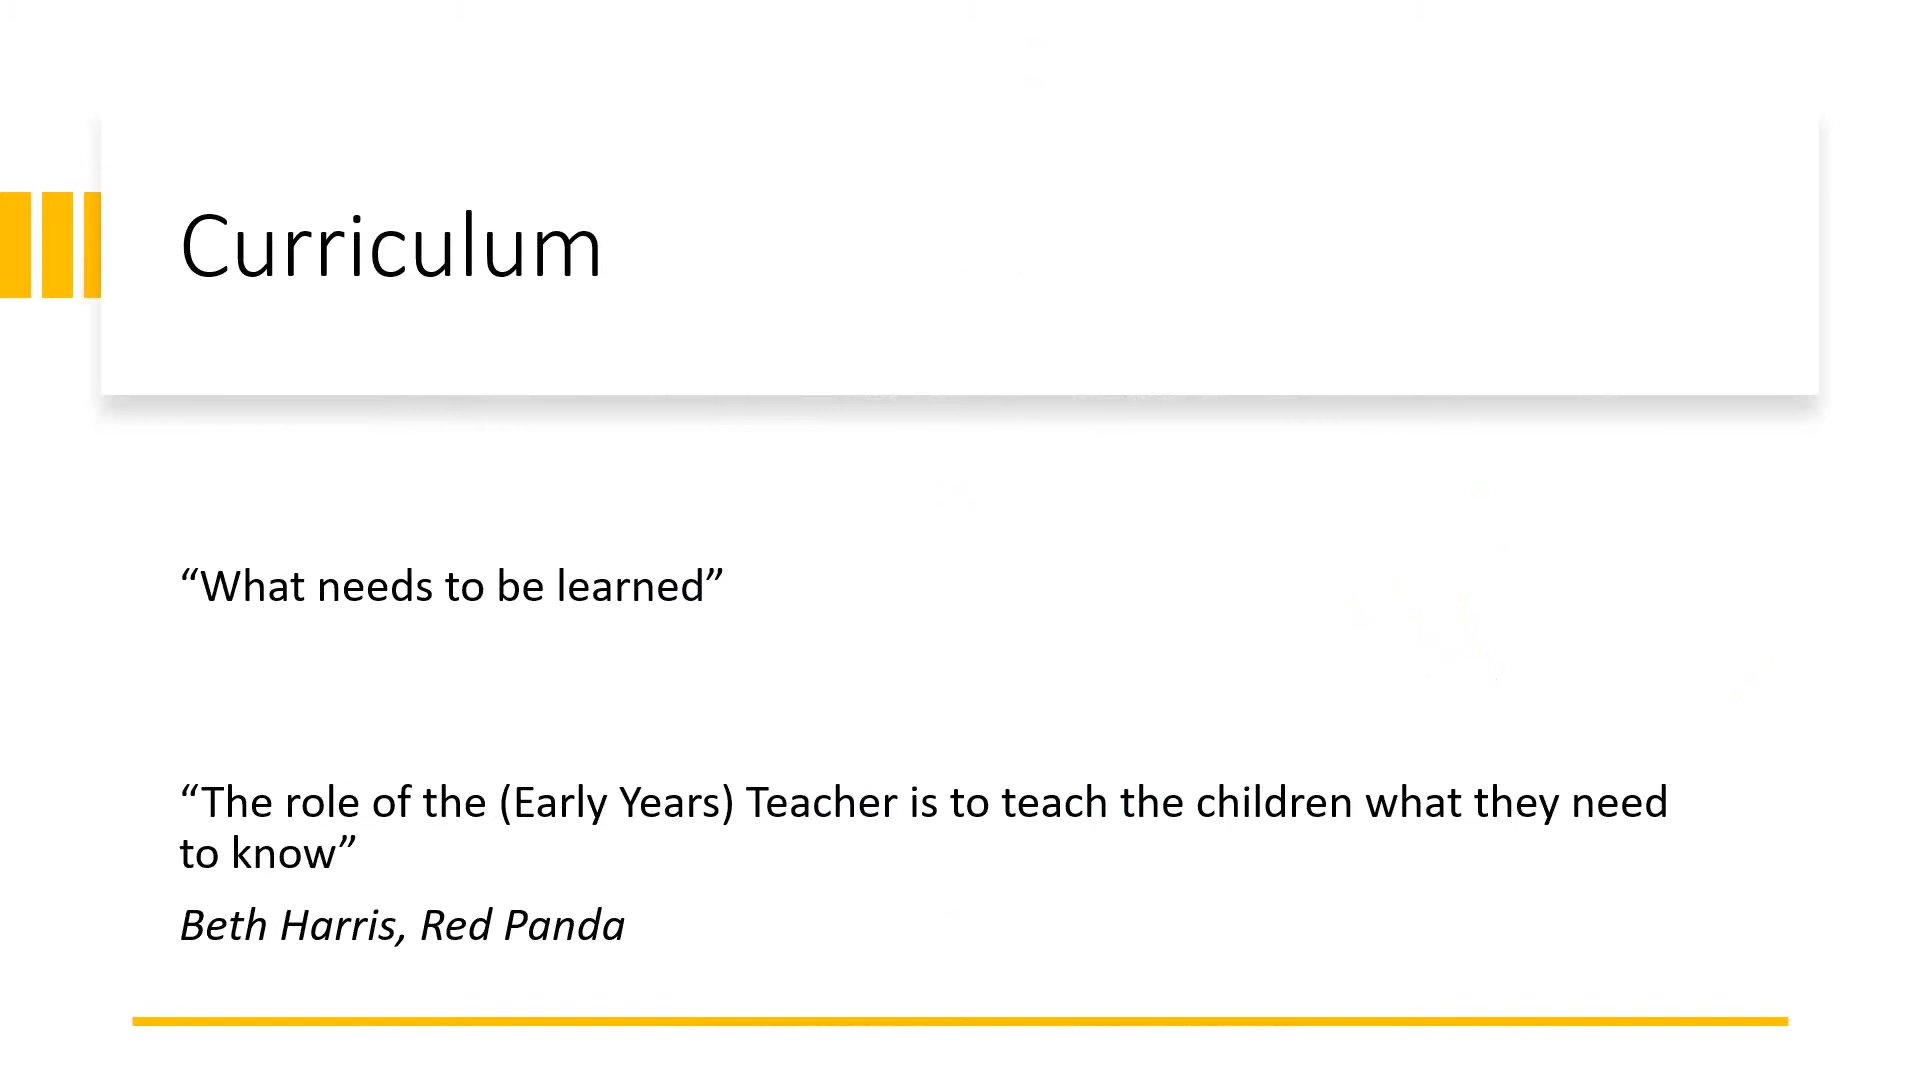 Curriculum
“What needs to be learned”
“The role of the (Early Years) Teacher is to teach the children what they need
to know”
Beth Harris, Red Panda